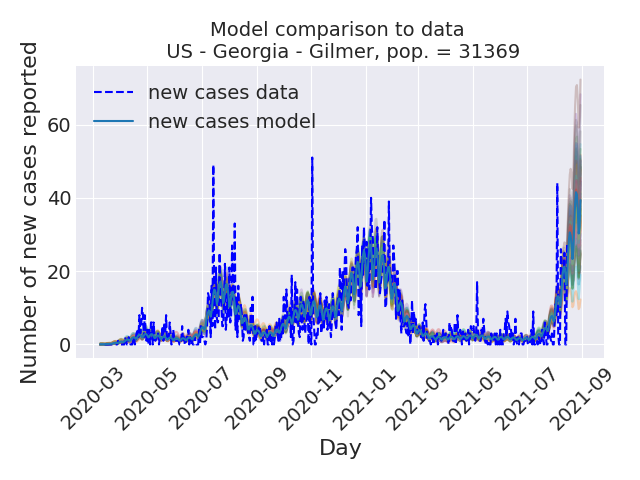 Model comparison to data
US - Georgia - Gilmer, pop. = 31369
Number of new cases reported
new cases data
new cases model
60
40
20
0
2020-03
2020-05
2020-07
2020-09
2020-11
2021-01
2021-03
2021-05
2021-07
2021-09
Day